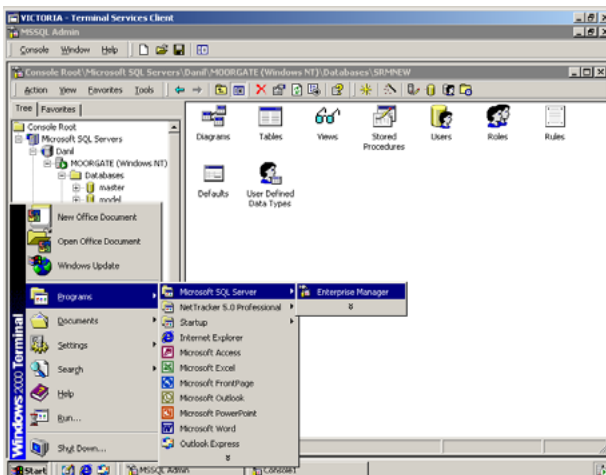 VICTORIA - Terminal Services Client
MSSQL Admin
Console Window Help
Console Root\Microsoft SQL Servers\Danil\MOORGATE (Windows NT)\Databases\SRMNEW
Action View Favorites Tools
Tree Favorites
Console Root
Microsoft SQL Servers
Danil
MOORGATE (Windows NT)
Databases
master
model
Diagrams
Tables
Views
Stored Procedures
Users
Roles
Rules
Defaults
User Defined Data Types
New Office Document
Open Office Document
Windows Update
Programs
Documents
Settings
Search
Help
Run...
Shut Down...
Windows 2000 Terminal
Microsoft SQL Server
NetTracker 5.0 Professional
Startup
Internet Explorer
Microsoft Access
Microsoft Excel
Microsoft FrontPage
Microsoft Outlook
Microsoft PowerPoint
Microsoft Word
Outlook Express
Enterprise Manager
Start
MSSQL Admin
Console1